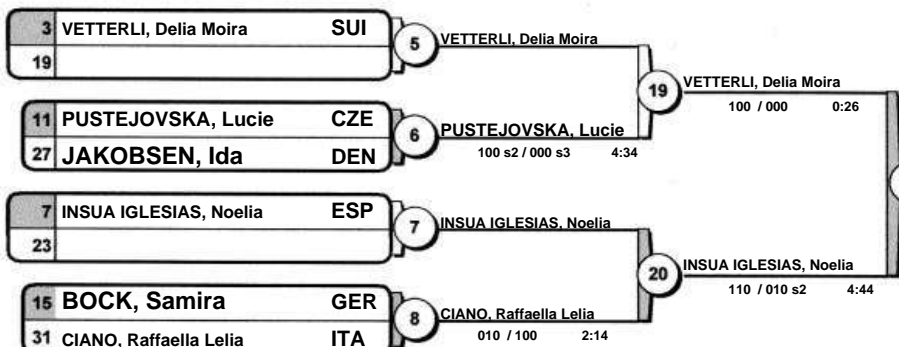 3 VETTERLI, Delia Moira SUI
19
5
VETTERLI, Delia Moira
11 PUSTEJOVSKA, Lucie CZE
27 JAKOBSEN, Ida DEN
6
PUSTEJOVSKA, Lucie
100 s2 / 000 s3 4:34
19
VETTERLI, Delia Moira
100 / 000 0:26
7 INSUA IGLESIAS, Noelia ESP
23
7
INSUA IGLESIAS, Noelia
15 BOCK, Samira GER
31 CIANO, Raffaella Lelia ITA
8
CIANO, Raffaella Lelia
010 / 100 2:14
20
INSUA IGLESIAS, Noelia
110 / 010 s2 4:44